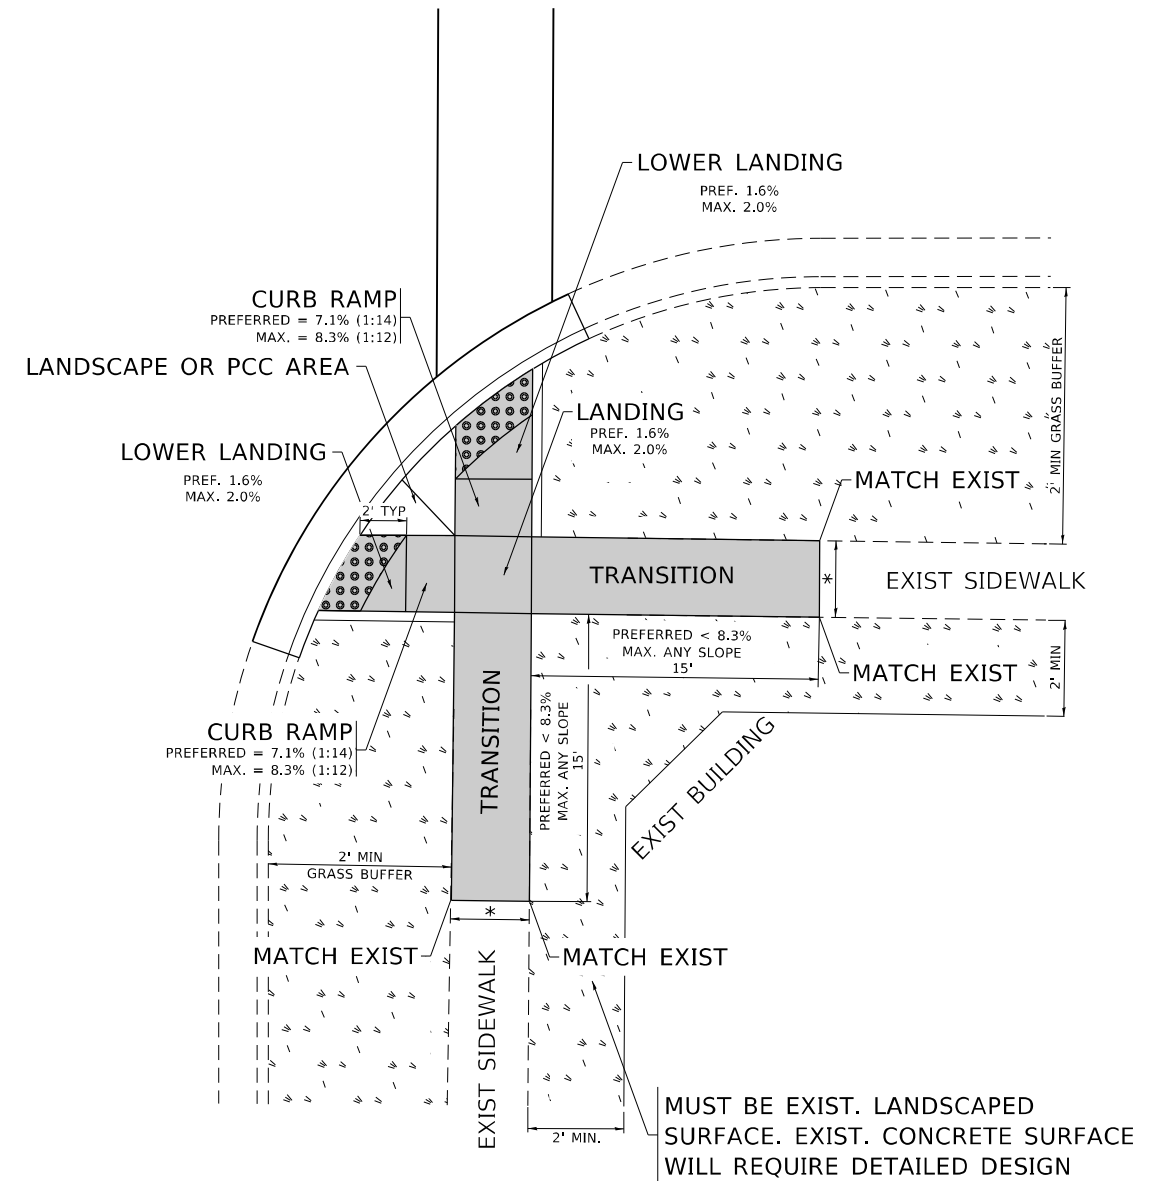 LOWER LANDING
PREF. 1.6%
MAX. 2.0%
CURB RAMP
PREFERRED = 7.1% (1:14)
MAX. = 8.3% (1:12)
LANDSCAPE OR PCC AREA
LANDING
PREF. 1.6%
MAX. 2.0%
LOWER LANDING
PREF. 1.6%
MAX. 2.0%
2' TYP
2' MIN GRASS BUFFER
MATCH EXIST
TRANSITION
*
EXIST SIDEWALK
PREFERRED < 8.3%
MAX. ANY SLOPE
15'
MATCH EXIST
2' MIN
TRANSITION
PREFERRED < 8.3%
MAX. ANY SLOPE
15'
CURB RAMP
PREFERRED = 7.1% (1:14)
MAX. = 8.3% (1:12)
EXIST BUILDING
2' MIN
GRASS BUFFER
*
MATCH EXIST
MATCH EXIST
EXIST SIDEWALK
2' MIN.
MUST BE EXIST. LANDSCAPED
SURFACE. EXIST. CONCRETE SURFACE
WILL REQUIRE DETAILED DESIGN